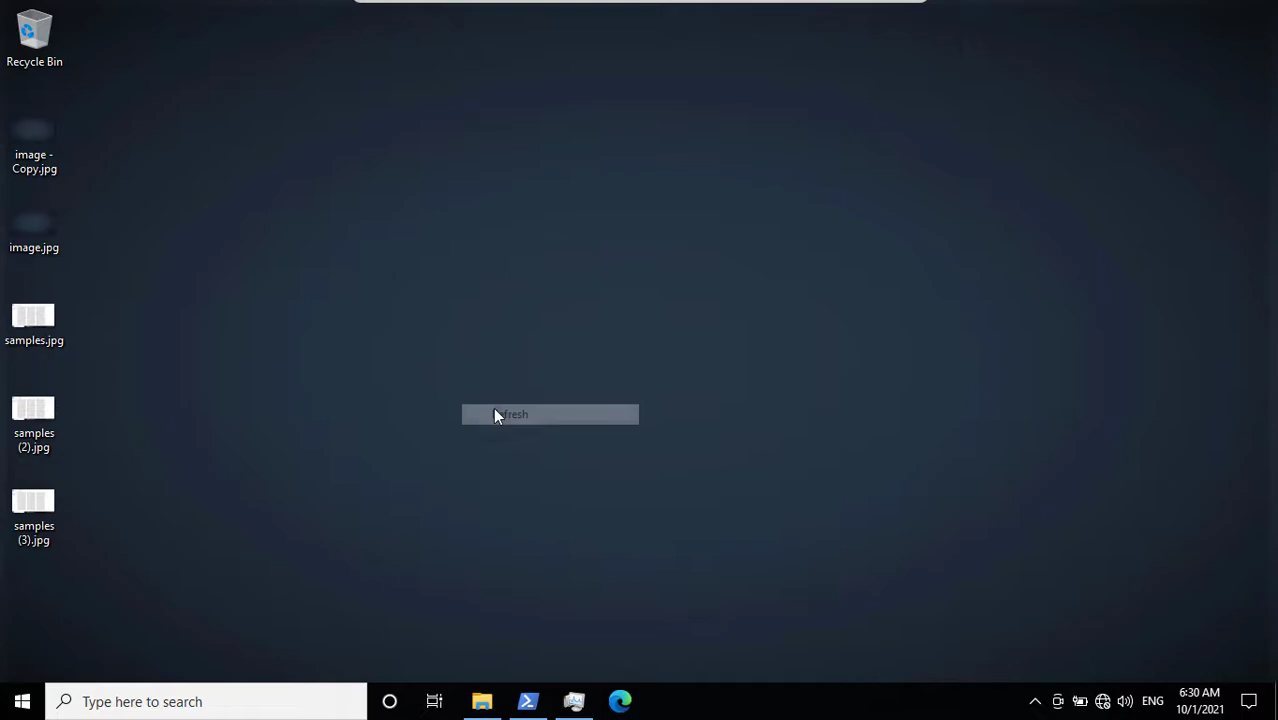 Recycle Bin
image -
Copy.jpg
image.jpg
samples.jpg
samples
(2).jpg
samples
(3).jpg
Refresh
Type here to search
ENG
6:30 AM
10/1/2021